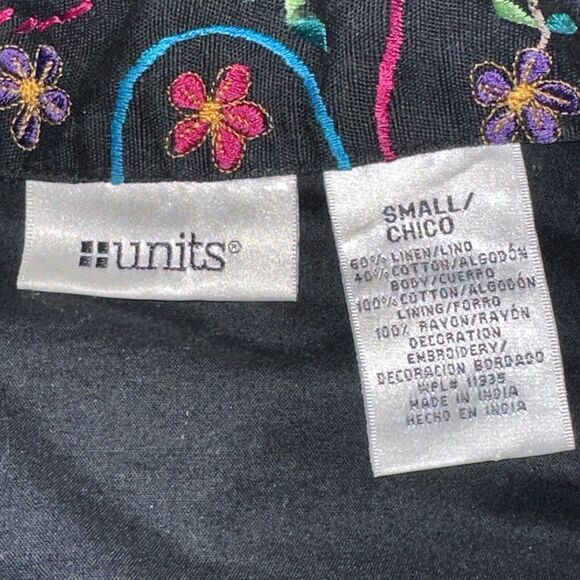 units®
SMALL/
CHICO
60% LINEN/LINO
40% COTTON/ALGODÓN
BODY/CUERPO
100% COTTON/ALGODÓN
LINING/FORRO
100% RAYON/RAYÓN
DECORATION
EMBROIDERY/
DECORACION BORDADO
WPL# 11935
MADE IN INDIA
HECHO EN INDIA